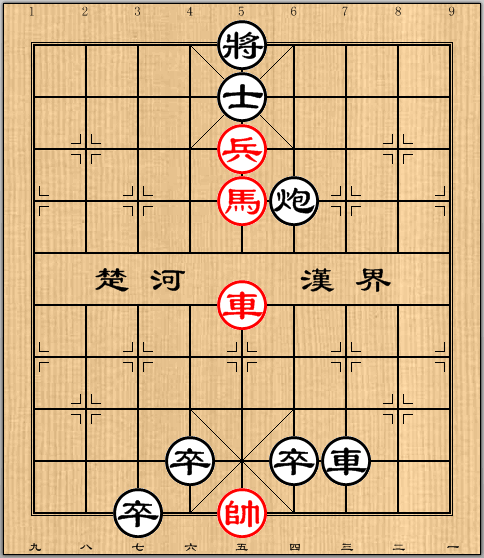 1 2 3 4 5 6 7 8 9
將
士
兵
馬 炮
楚河 漢界
車
卒 卒 車
卒 帥
九 八 七 六 五 四 三 二 一